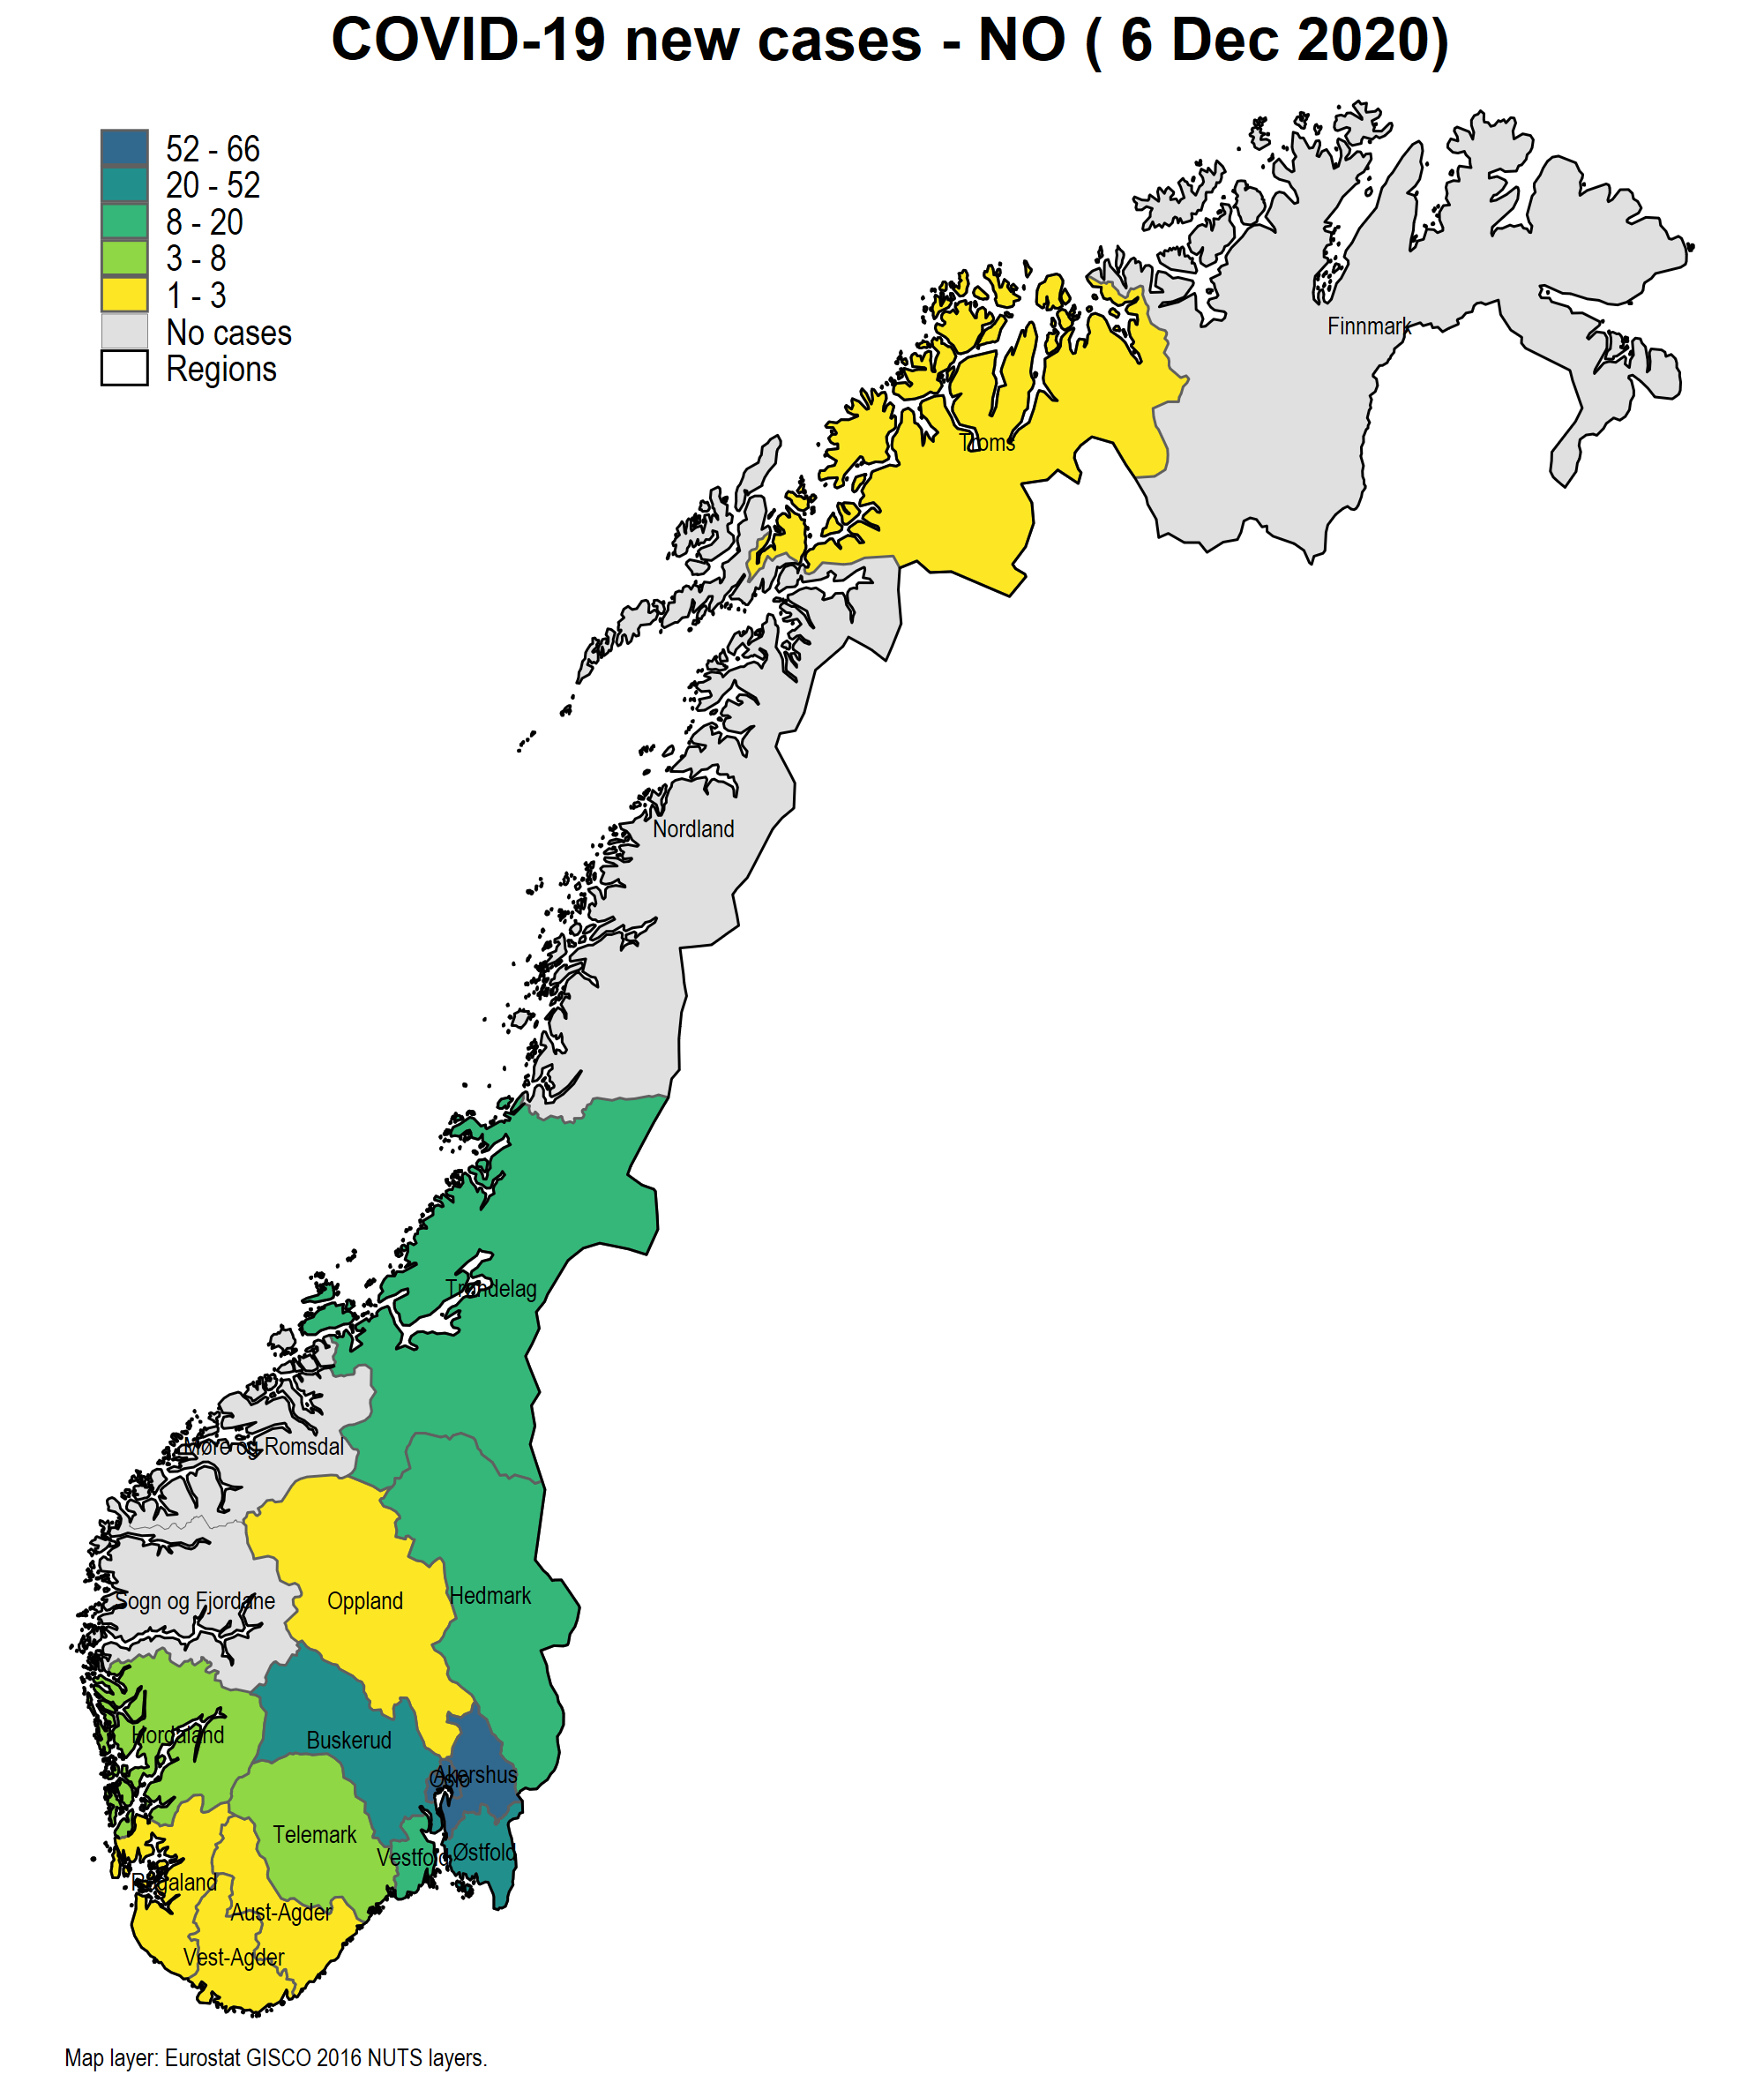 COVID-19 new cases - NO ( 6 Dec 2020)
52 - 66
20 - 52
8 - 20
3 - 8
1 - 3
No cases
Regions
Finnmark
Troms
Nordland
Trøndelag
Møre og Romsdal
Sogn og Fjordane
Oppland
Hedmark
Hordaland
Buskerud
Oslo
Akershus
Telemark
Vestfold
Østfold
Rogaland
Aust-Agder
Vest-Agder
Map layer: Eurostat GISCO 2016 NUTS layers.